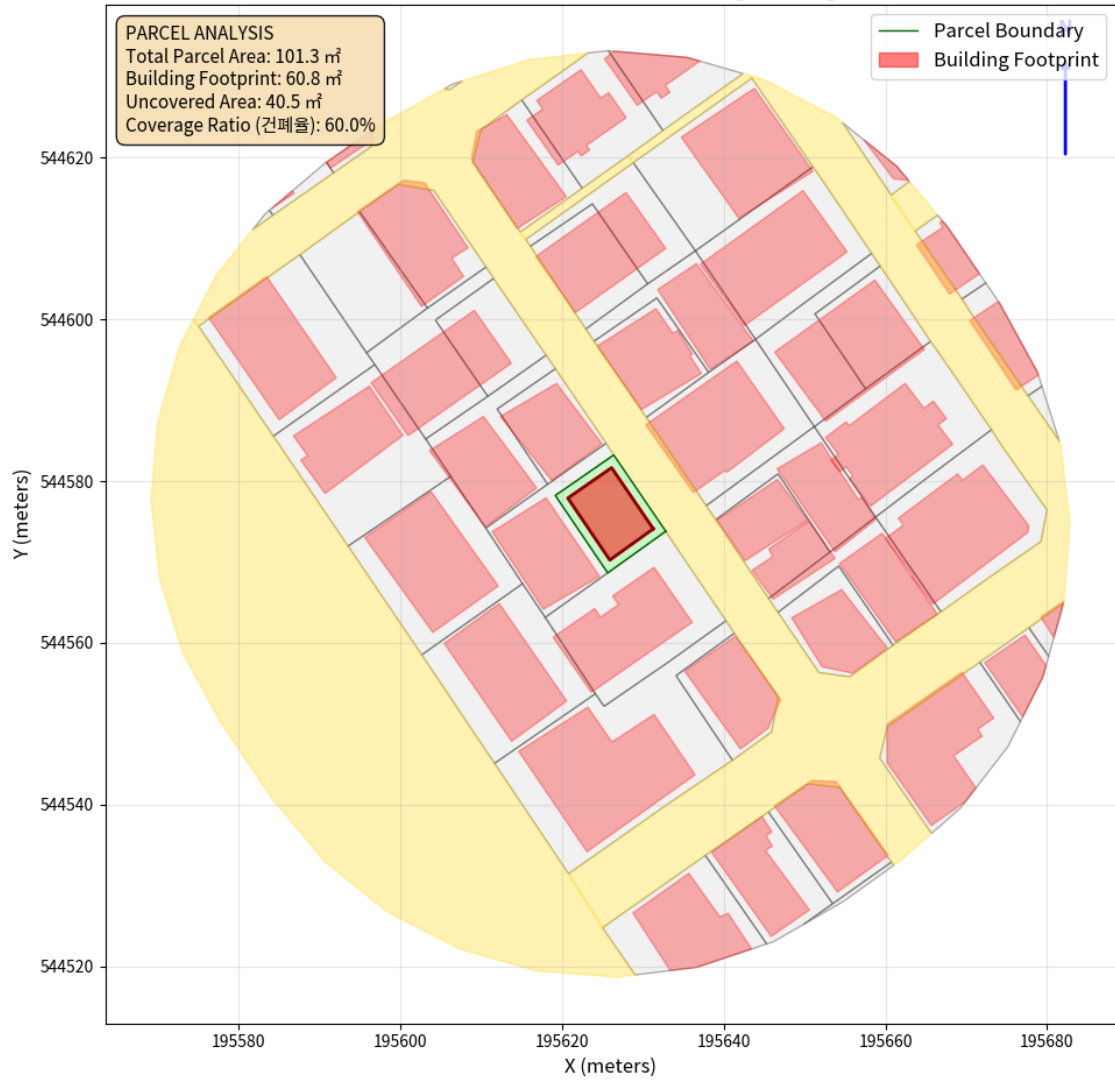 PARCEL ANALYSIS
Total Parcel Area: 101.3 ㎡
Building Footprint: 60.8 ㎡
Uncovered Area: 40.5 ㎡
Coverage Ratio (건폐율): 60.0%
Parcel Boundary
Building Footprint
N
544620
544600
544580
544560
544540
544520
Y (meters)
195580
195600
195620
195640
195660
195680
X (meters)